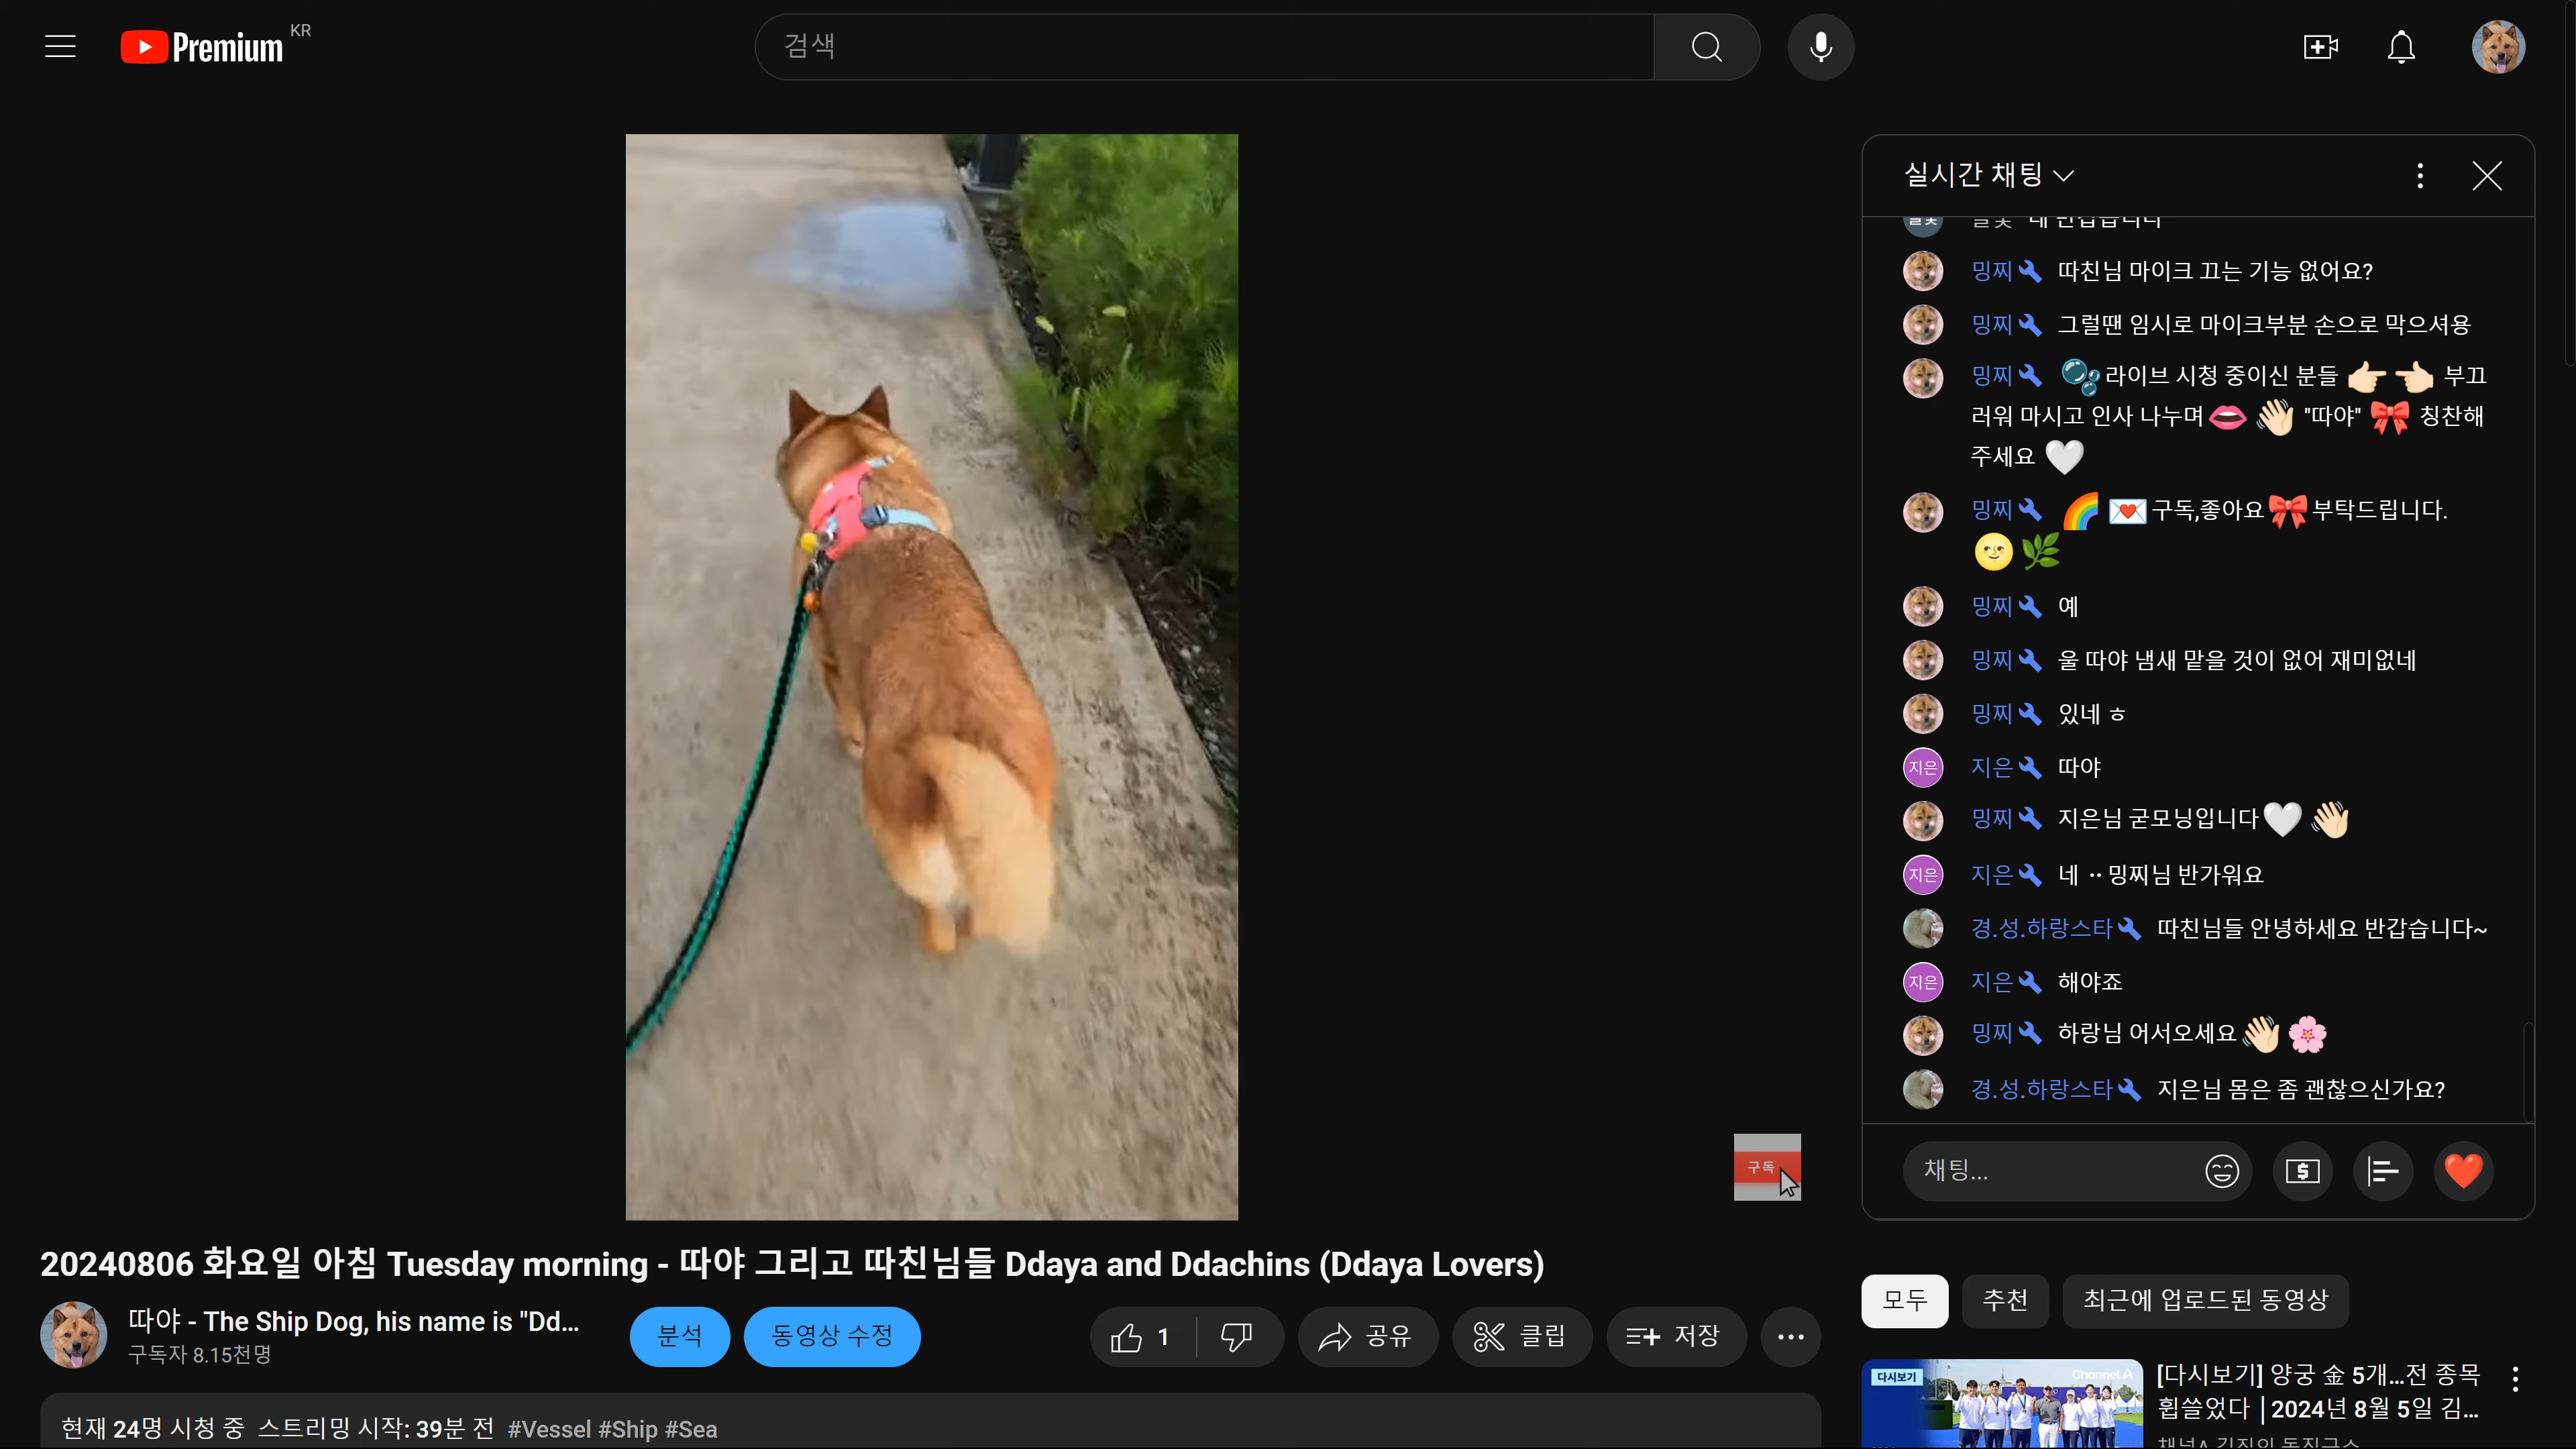 Premium KR
검색
실시간 채팅
네 반갑습니다
밍찌 따친님 마이크 끄는 기능 없어요?
밍찌 그럴땐 임시로 마이크부분 손으로 막으셔용
밍찌 🫧라이브 시청 중이신 분들 👉🏻👈🏻 부끄
러워 마시고 인사 나누며👄👋🏻 "따야" 🎀 칭찬해
주세요 🤍
밍찌 🌈 💌구독,좋아요🎀부탁드립니다.
🌝🌿
밍찌 예
밍찌 울 따야 냄새 맡을 것이 없어 재미없네
밍찌 있네 ㅎ
지은 지은 따야
밍찌 지은님 굳모닝입니다🤍👋🏻
지은 지은 네 ··밍찌님 반가워요
경.성.하랑스타 따친님들 안녕하세요 반갑습니다~
지은 지은 해야죠
밍찌 하랑님 어서오세요👋🏻🌸
경.성.하랑스타 지은님 몸은 좀 괜찮으신가요?
구독
채팅...
20240806 화요일 아침 Tuesday morning - 따야 그리고 따친님들 Ddaya and Ddachins (Ddaya Lovers)
따야 - The Ship Dog, his name is "Dd...
구독자 8.15천명
분석 동영상 수정 1 공유 클립 저장
현재 24명 시청 중 스트리밍 시작: 39분 전 #Vessel #Ship #Sea
모두 추천 최근에 업로드된 동영상
다시보기 Channel A
[다시보기] 양궁 金 5개...전 종목
휩쓸었다 | 2024년 8월 5일 김...